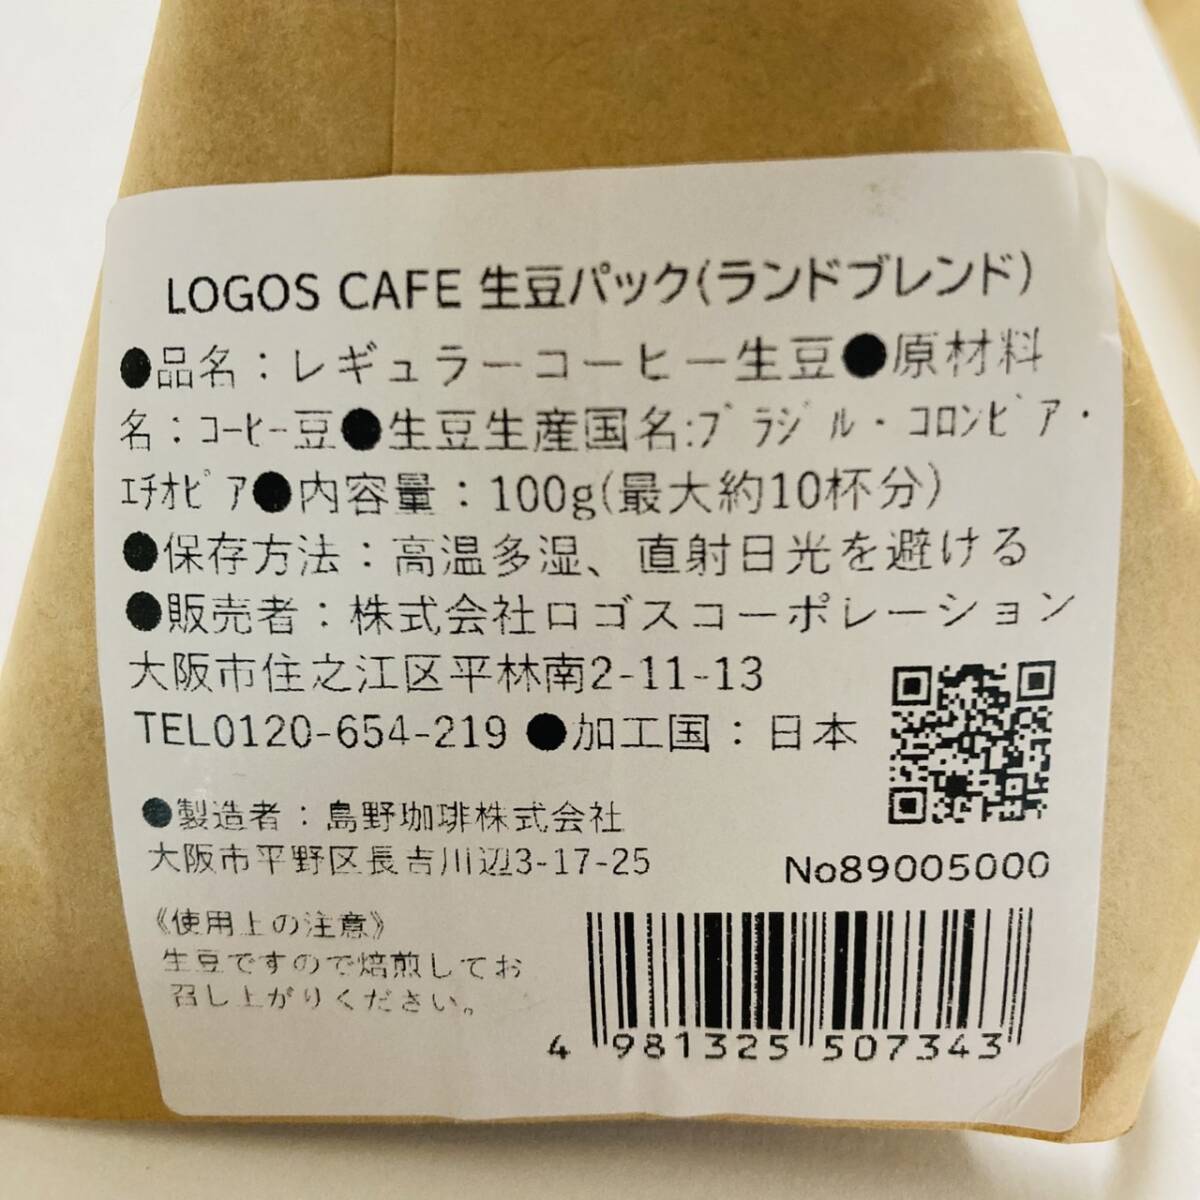 LOGOS CAFE 生豆パック(ランドブレンド)
●品名：レギュラーコーヒー生豆●原材料
名：ｺｰﾋｰ豆●生豆生産国名:ﾌﾞﾗｼﾞﾙ・ｺﾛﾝﾋﾞｱ・
ｴﾁｵﾋﾟｱ●内容量：100g(最大約10杯分)
●保存方法：高温多湿、直射日光を避ける
●販売者：株式会社ロゴスコーポレーション
大阪市住之江区平林南2-11-13
TEL0120-654-219 ●加工国：日本
●製造者：島野珈琲株式会社
大阪市平野区長吉川辺3-17-25
No89005000
《使用上の注意》
生豆ですので焙煎してお
召し上がりください。
4 981325 507343